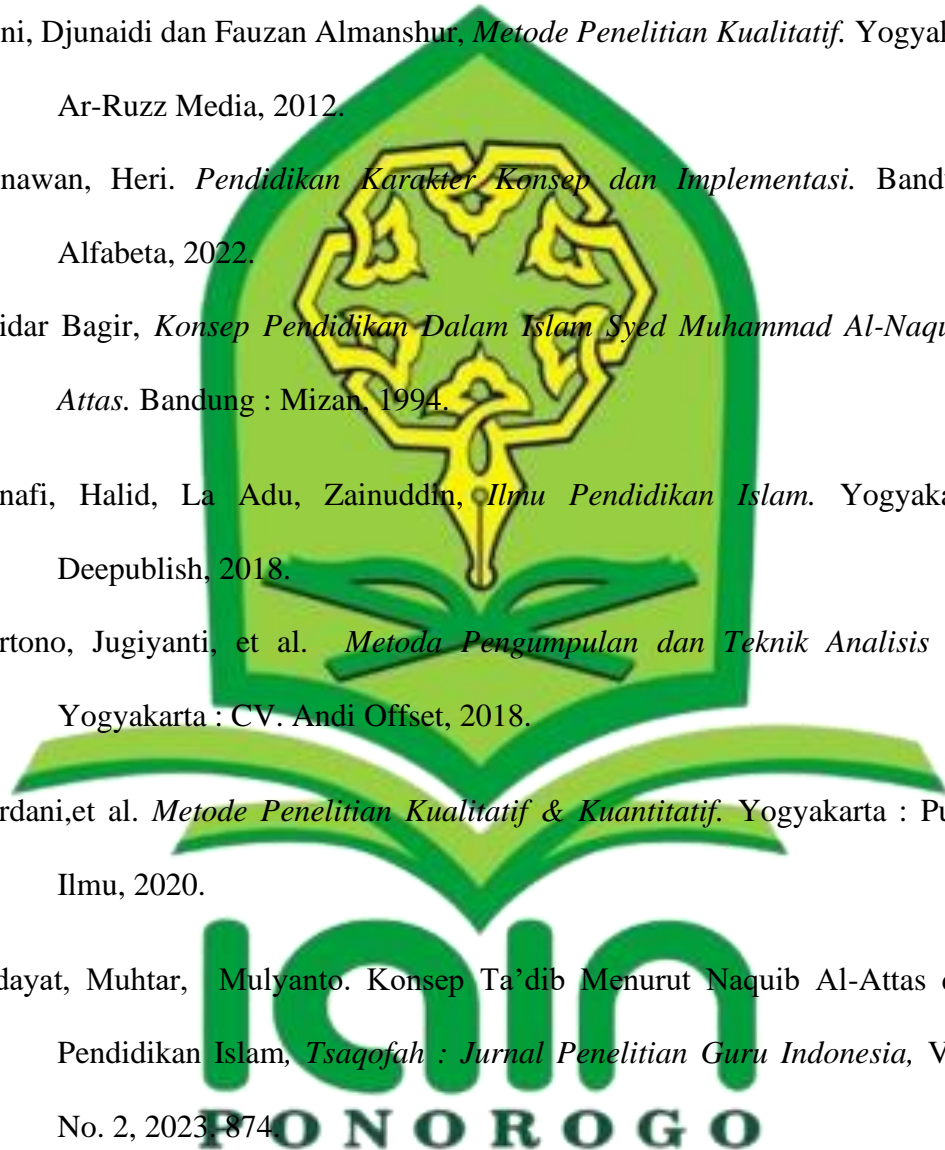 ni, Djunaidi dan Fauzan Almanshur, Metode Penelitian Kualitatif. Yogyak
Ar-Ruzz Media, 2012.
nawan, Heri. Pendidikan Karakter Konsep dan Implementasi. Band
Alfabeta, 2022.
idar Bagir, Konsep Pendidikan Dalam Islam Syed Muhammad Al-Naqu
Attas. Bandung : Mizan, 1994.
nafi, Halid, La Adu, Zainuddin, Ilmu Pendidikan Islam. Yogyaka
Deepublish, 2018.
rtono, Jugiyanti, et al. Metoda Pengumpulan dan Teknik Analisis
Yogyakarta : CV. Andi Offset, 2018.
rdani,et al. Metode Penelitian Kualitatif & Kuantitatif. Yogyakarta : Pu
Ilmu, 2020.
dayat, Muhtar, Mulyanto. Konsep Ta’dib Menurut Naquib Al-Attas
Pendidikan Islam, Tsaqofah : Jurnal Penelitian Guru Indonesia, V
No. 2, 2023. 874.
iain
PONOROGO